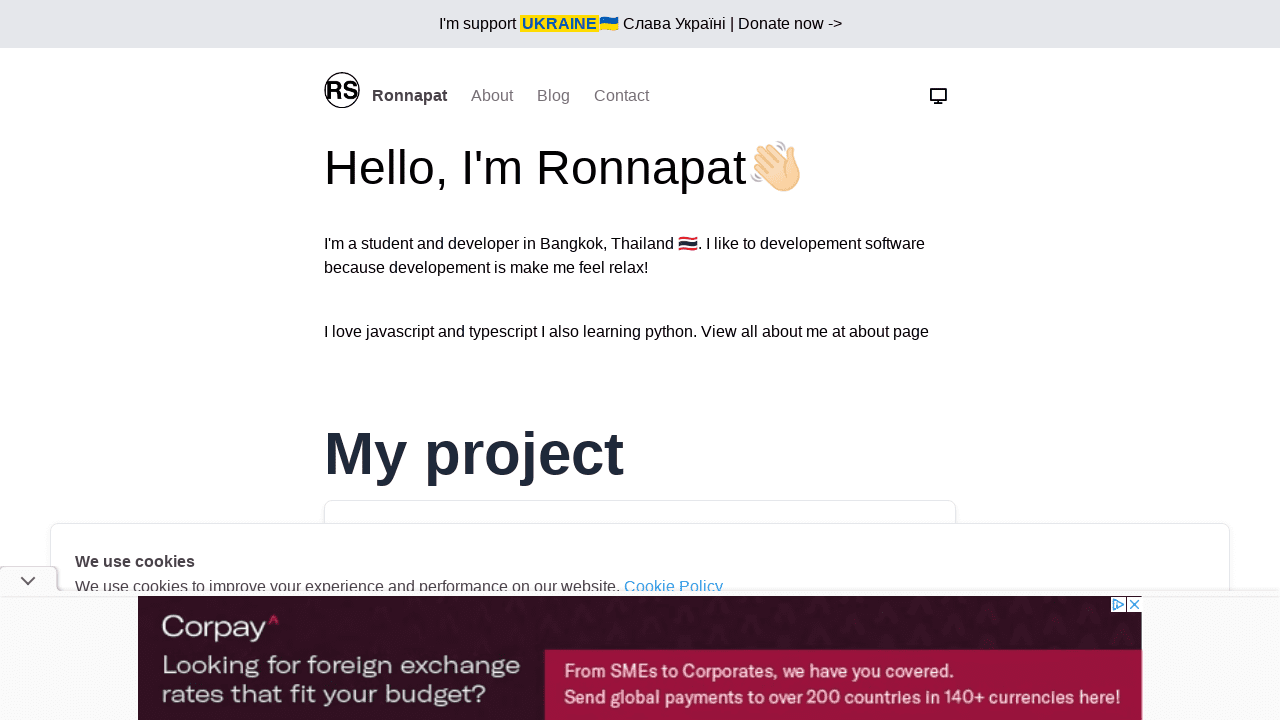 I'm support UKRAINE🇺🇦 Слава Україні | Donate now ->
RS Ronnapat About Blog Contact
Hello, I'm Ronnapat👋🏻
I'm a student and developer in Bangkok, Thailand 🇹🇭. I like to developement software
because developement is make me feel relax!
I love javascript and typescript I also learning python. View all about me at about page
My project
We use cookies
We use cookies to improve your experience and performance on our website. Cookie Policy
Corpay^
Looking for foreign exchange
rates that fit your budget?
From SMEs to Corporates, we have you covered.
Send global payments to over 200 countries in 140+ currencies here!